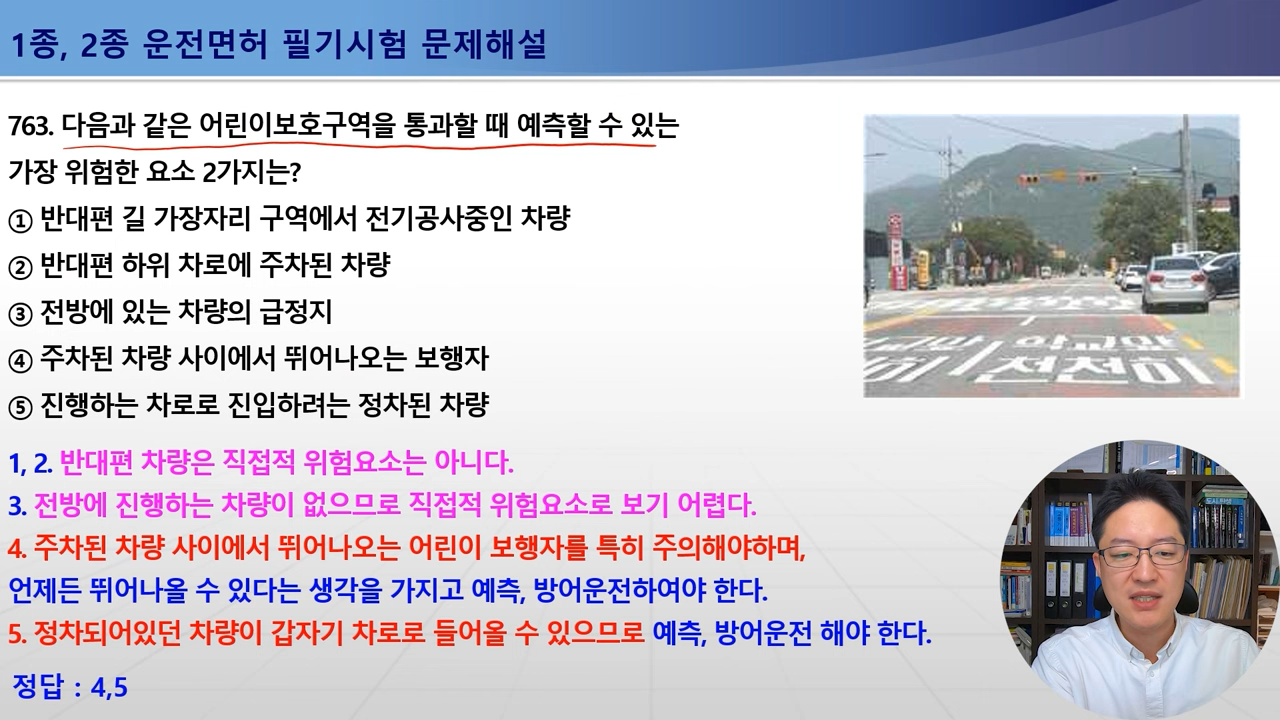 1종, 2종 운전면허 필기시험 문제해설
763. 다음과 같은 어린이보호구역을 통과할 때 예측할 수 있는
가장 위험한 요소 2가지는?
① 반대편 길 가장자리 구역에서 전기공사중인 차량
② 반대편 하위 차로에 주차된 차량
③ 전방에 있는 차량의 급정지
④ 주차된 차량 사이에서 뛰어나오는 보행자
⑤ 진행하는 차로로 진입하려는 정차된 차량
천천히
1, 2. 반대편 차량은 직접적 위험요소는 아니다.
3. 전방에 진행하는 차량이 없으므로 직접적 위험요소로 보기 어렵다.
4. 주차된 차량 사이에서 뛰어나오는 어린이 보행자를 특히 주의해야하며,
언제든 뛰어나올 수 있다는 생각을 가지고 예측, 방어운전하여야 한다.
5. 정차되어있던 차량이 갑자기 차로로 들어올 수 있으므로 예측, 방어운전 해야 한다.
정답 : 4,5